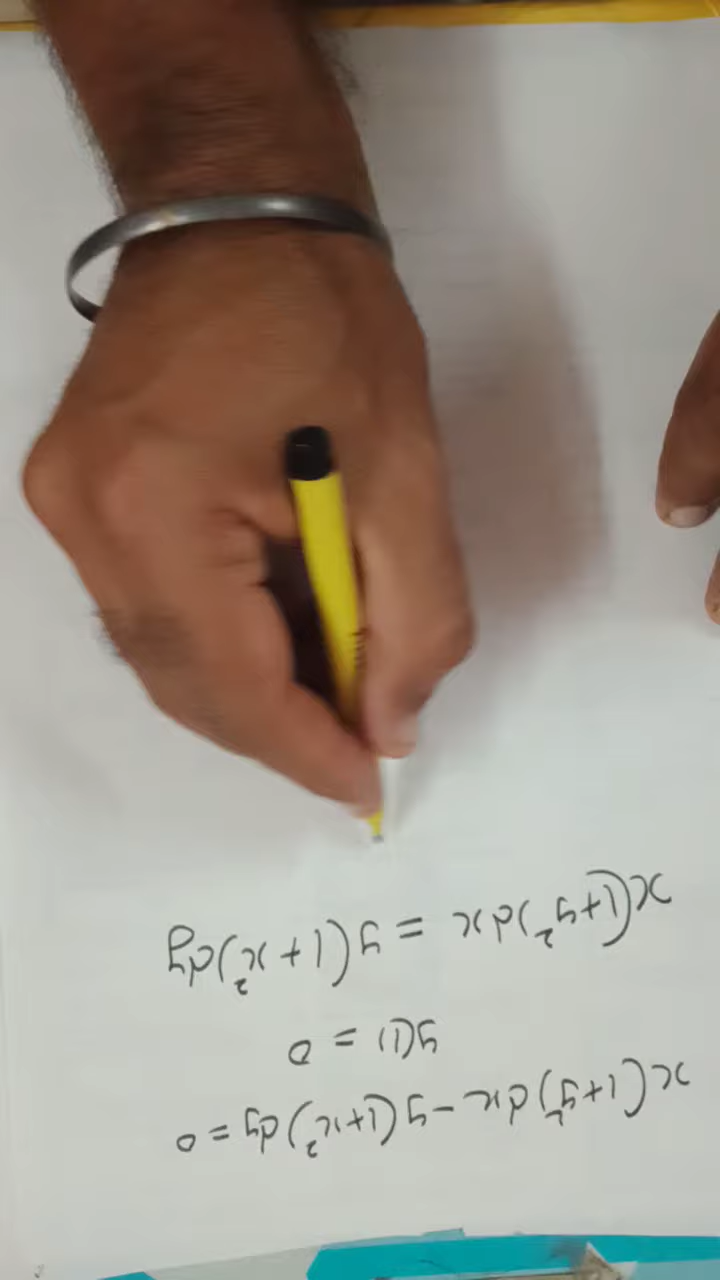 x(1+y²)dx - y(1+x²)dy = 0
y(1) = 0
x(1+y²)dx = y(1+x²)dy